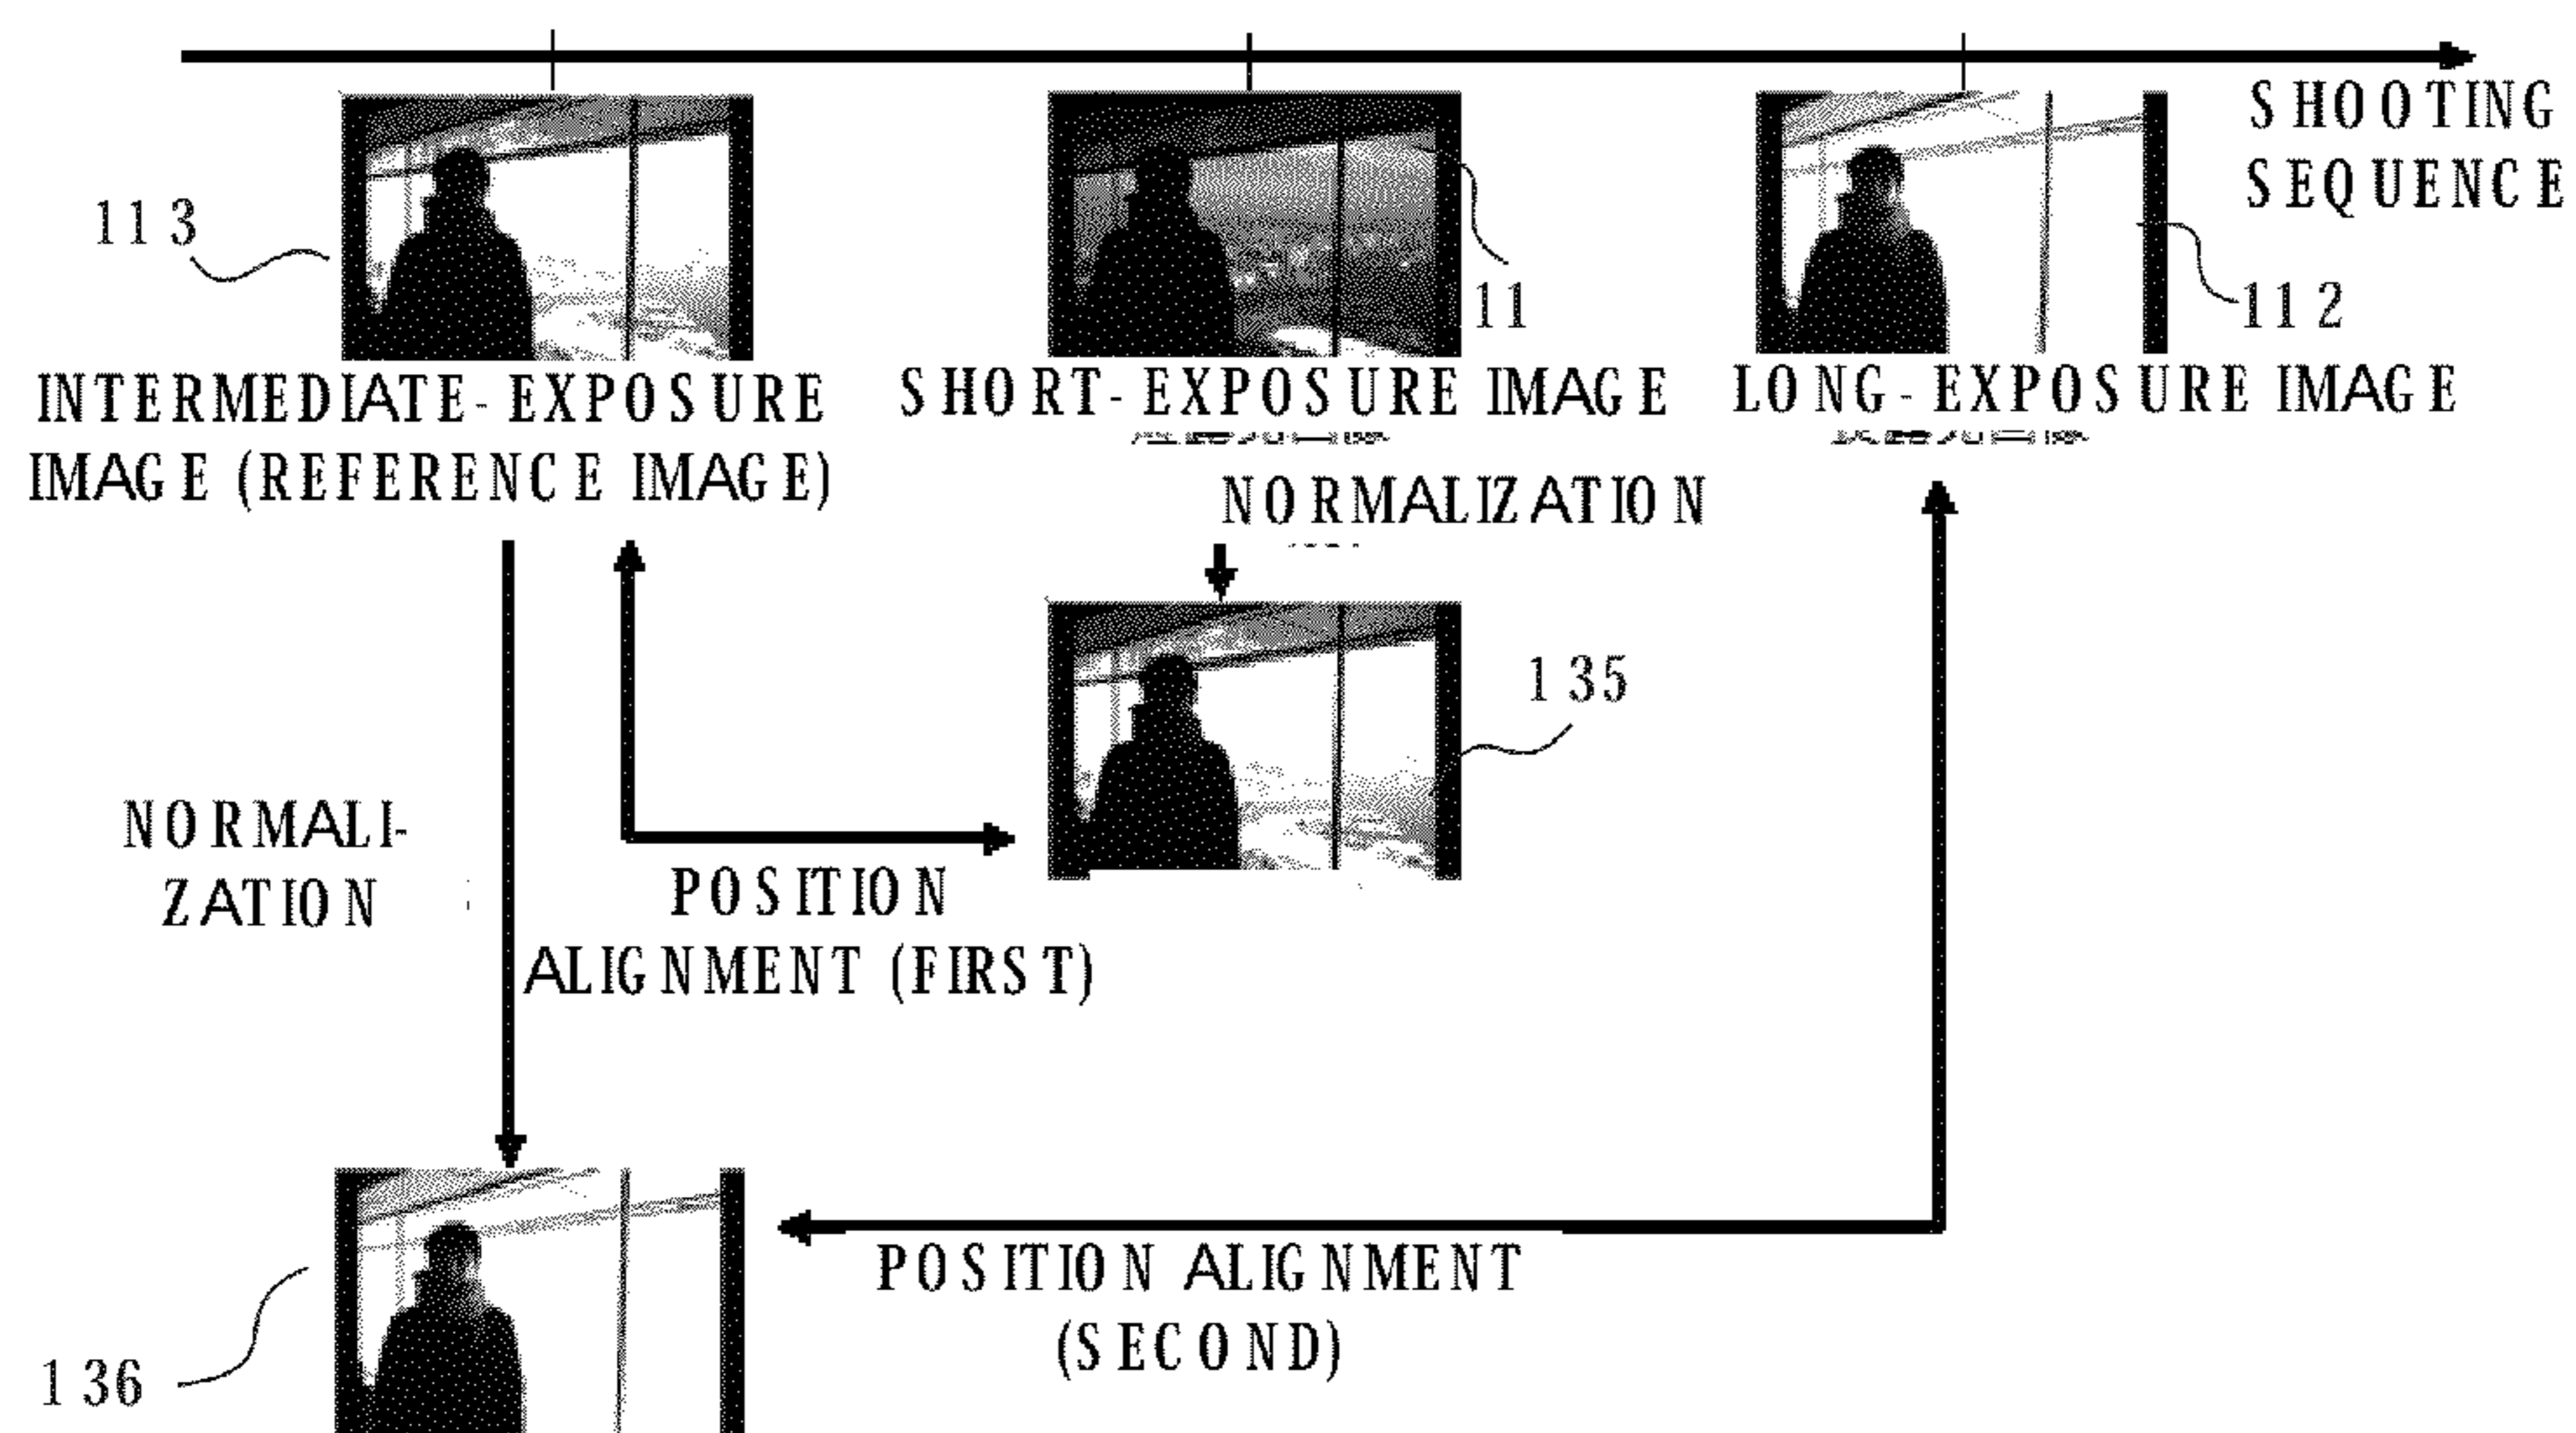 SHOOTING
SEQUENCE
113
11
112
INTERMEDIATE-EXPOSURE
IMAGE (REFERENCE IMAGE)
SHORT-EXPOSURE IMAGE
LONG-EXPOSURE IMAGE
NORMALIZATION
135
NORMALI-
ZATION
POSITION
ALIGNMENT (FIRST)
POSITION ALIGNMENT
(SECOND)
136